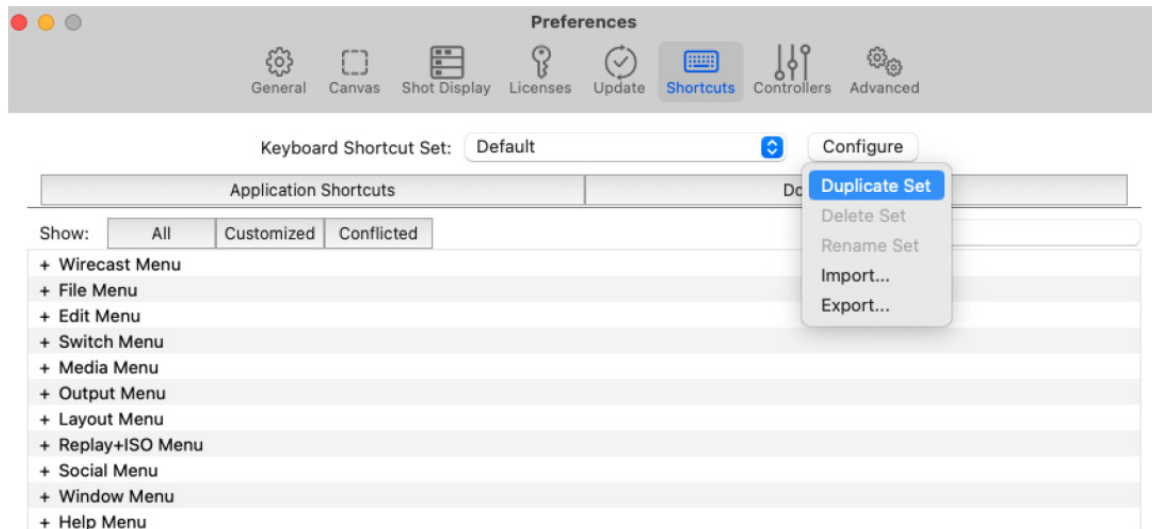 Preferences
General Canvas Shot Display Licenses Update Shortcuts Controllers Advanced
Keyboard Shortcut Set: Default Configure
Application Shortcuts
Duplicate Set
Delete Set
Rename Set
Import...
Export...
Show: All Customized Conflicted
+ Wirecast Menu
+ File Menu
+ Edit Menu
+ Switch Menu
+ Media Menu
+ Output Menu
+ Layout Menu
+ Replay+ISO Menu
+ Social Menu
+ Window Menu
+ Help Menu